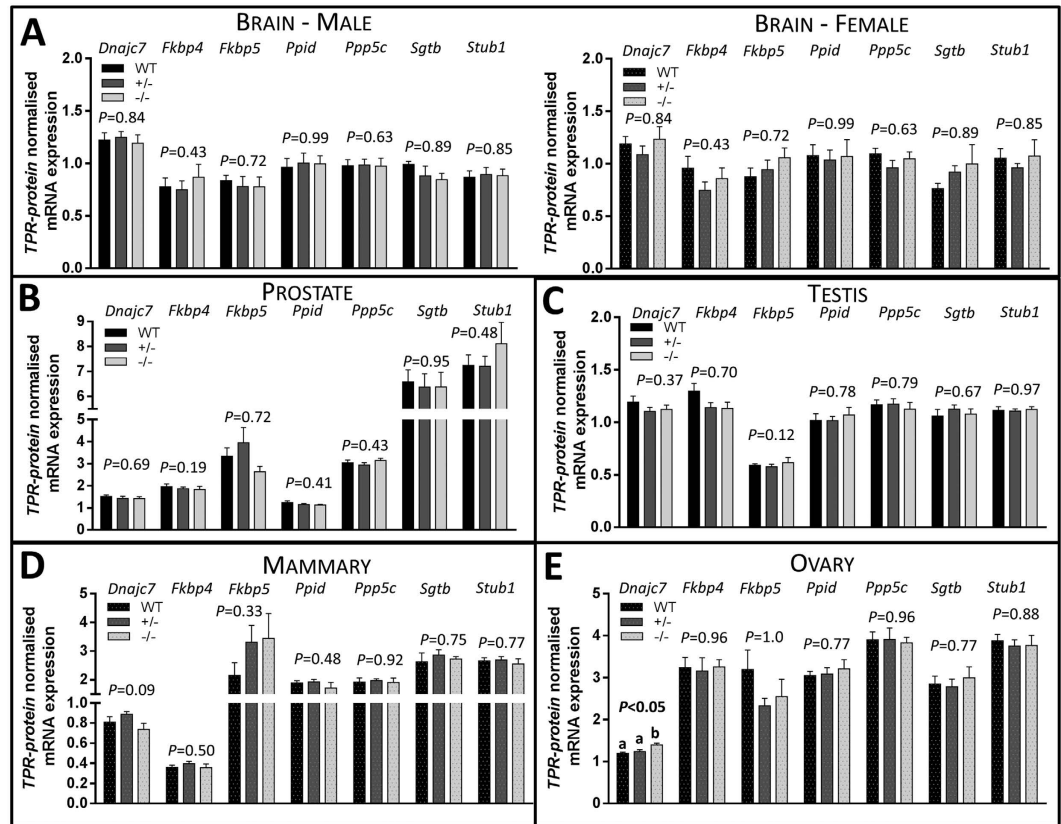 A
BRAIN - MALE
Dnajc7 Fkbp4 Fkbp5 Ppid Ppp5c Sgtb Stub1
TPR-protein normalised
mRNA expression
2.0
1.5
1.0
0.5
0.0
WT
+/-
-/-
P=0.84
P=0.43
P=0.72
P=0.99
P=0.63
P=0.89
P=0.85
BRAIN - FEMALE
Dnajc7 Fkbp4 Fkbp5 Ppid Ppp5c Sgtb Stub1
TPR-protein normalised
mRNA expression
2.0
1.5
1.0
0.5
0.0
WT
+/-
-/-
P=0.84
P=0.43
P=0.72
P=0.99
P=0.63
P=0.89
P=0.85
B
PROSTATE
Dnajc7 Fkbp4 Fkbp5 Ppid Ppp5c Sgtb Stub1
TPR-protein normalised
mRNA expression
9
8
7
6
5
4
3
2
1
0
WT
+/-
-/-
P=0.69
P=0.19
P=0.72
P=0.41
P=0.43
P=0.95
P=0.48
C
TESTIS
Dnajc7 Fkbp4 Fkbp5 Ppid Ppp5c Sgtb Stub1
TPR-protein normalised
mRNA expression
2.0
1.5
1.0
0.5
0.0
WT
+/-
-/-
P=0.37
P=0.70
P=0.12
P=0.78
P=0.79
P=0.67
P=0.97
D
MAMMARY
Dnajc7 Fkbp4 Fkbp5 Ppid Ppp5c Sgtb Stub1
TPR-protein normalised
mRNA expression
5
4
3
2
1.0
0.8
0.6
0.4
0.2
0.0
WT
+/-
-/-
P=0.09
P=0.50
P=0.33
P=0.48
P=0.92
P=0.75
P=0.77
E
OVARY
Dnajc7 Fkbp4 Fkbp5 Ppid Ppp5c Sgtb Stub1
TPR-protein normalised
mRNA expression
5
4
3
2
1
0
WT
+/-
-/-
P<0.05
a a b
P=0.96
P=1.0
P=0.77
P=0.96
P=0.77
P=0.88